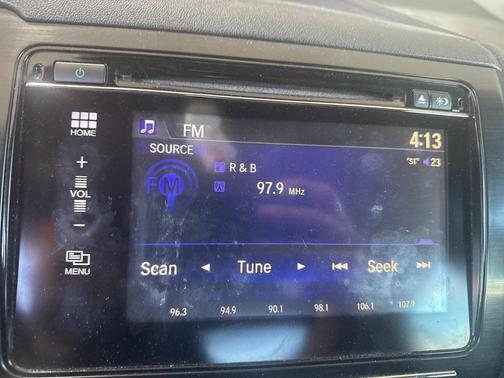 HOME
+
VOL
−
MENU
FM
4:13
SOURCE
"ST" 23
R & B
FM
97.9 MHz
Scan ◄ Tune ► |◄◄ Seek ►►|
96.3 94.9 90.1 98.1 106.1 107.9